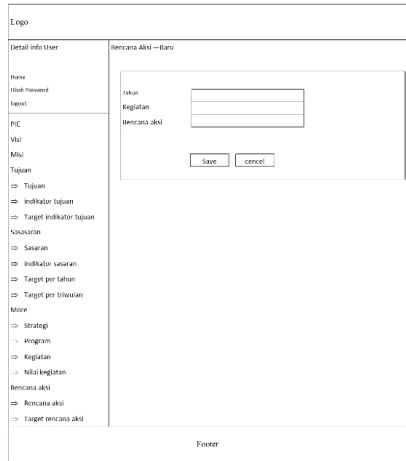 Logo
Detail info User
Home
Ubah Password
logout
PIC
Visi
Misi
Tujuan
⇒ Tujuan
⇒ indikator tujuan
⇒ Target indikator tujuan
Sasasaran
⇒ Sasaran
⇒ indikator sasaran
⇒ Target per tahun
⇒ Target per triwulan
More
⇒ Strategi
⇒ Program
⇒ Kegiatan
⇒ Nilai kegiatan
Rencana aksi
⇒ Rencana aksi
⇒ Target rencana aksi
Rencana Aksi —Baru
Tahun
Kegiatan
Rencana aksi
Save
cencel
Footer